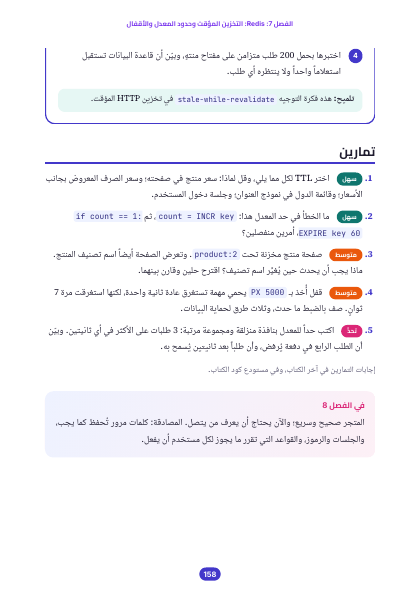 الفصل 7: Redis: التخزين المؤقت وحدود المعدل والأقفال
4 اختبرها بحمل 200 طلب متزامن على مفتاح منتهٍ، وبيّن أن قاعدة البيانات تستقبل
استعلاماً واحداً ولا ينتظره أي طلب.
تلميح: هذه فكرة التوجيه stale-while-revalidate في تخزين HTTP المؤقت.
تمارين
1. سهل اختر TTL لكل مما يلي، وقل لماذا: سعر منتج في صفحته؛ وسعر الصرف المعروض بجانب
الأسعار؛ وقائمة الدول في نموذج العنوان؛ وجلسة دخول المستخدم.
2. سهل ما الخطأ في حد المعدل هذا: count = INCR key، ثم if count == 1:
EXPIRE key 60، أمرين منفصلين؟
3. متوسط صفحة منتج مخزنة تحت product:2. وتعرض الصفحة أيضاً اسم تصنيف المنتج.
ماذا يجب أن يحدث حين يُغيَّر اسم التصنيف؟ اقترح حلين وقارن بينهما.
4. متوسط قفل أُخذ بـ PX 5000 يحمي مهمة تستغرق عادة ثانية واحدة، لكنها استغرقت مرة 7
ثوانٍ. صف بالضبط ما حدث، وثلاث طرق لحماية البيانات.
5. تحدٍّ اكتب حداً للمعدل بنافذة منزلقة ومجموعة مرتبة: 3 طلبات على الأكثر في أي ثانيتين. وبيّن
أن الطلب الرابع في دفعة يُرفض، وأن طلباً بعد ثانيتين يُسمح به.
إجابات التمارين في آخر الكتاب، وفي مستودع كود الكتاب.
في الفصل 8
المتجر صحيح وسريع؛ والآن يحتاج أن يعرف من يتصل. المصادقة: كلمات مرور تُحفظ كما يجب،
والجلسات والرموز، والقواعد التي تقرر ما يجوز لكل مستخدم أن يفعل.
158